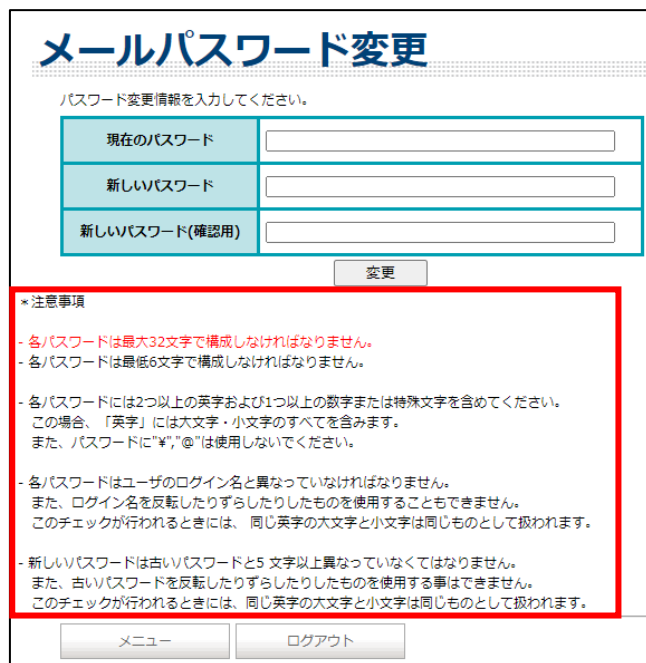 メールパスワード変更
パスワード変更情報を入力してください。
現在のパスワード
新しいパスワード
新しいパスワード(確認用)
変更
*注意事項
- 各パスワードは最大32文字で構成しなければなりません。
- 各パスワードは最低6文字で構成しなければなりません。
- 各パスワードには2つ以上の英字および1つ以上の数字または特殊文字を含めてください。
この場合、「英字」には大文字・小文字のすべてを含みます。
また、パスワードに"¥","@"は使用しないでください。
- 各パスワードはユーザのログイン名と異なっていなければなりません。
また、ログイン名を反転したりずらしたりしたものを使用することもできません。
このチェックが行われるときには、 同じ英字の大文字と小文字は同じものとして扱われます。
- 新しいパスワードは古いパスワードと5 文字以上異なっていなくてはなりません。
また、古いパスワードを反転したりずらしたりしたものを使用する事はできません。
このチェックが行われるときには、同じ英字の大文字と小文字は同じものとして扱われます。
メニュー
ログアウト